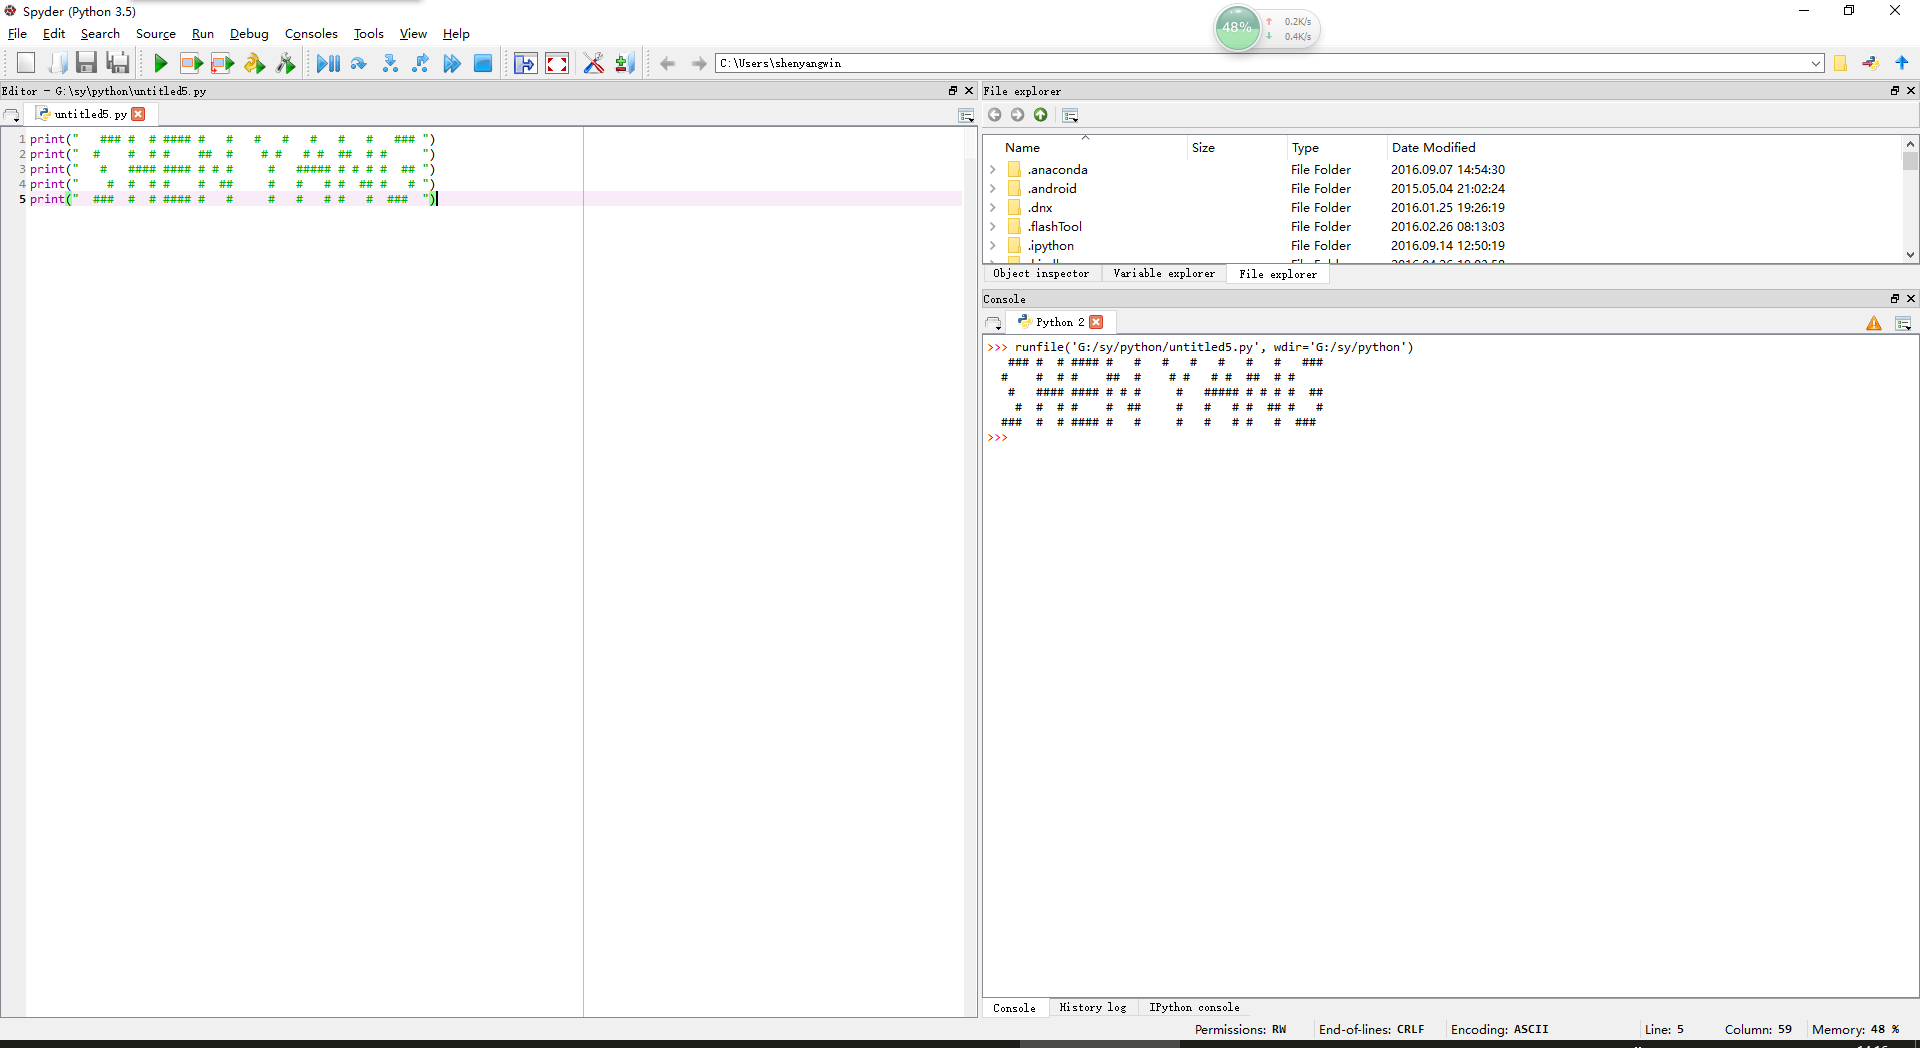 Spyder (Python 3.5)
48% 0.2K/s
0.4K/s
File Edit Search Source Run Debug Consoles Tools View Help
C:\Users\shenyangwin
Editor - G:\sy\python\untitled5.py
untitled5.py
1 print("   ### #  # #### #   #   #   #   #   #   #   ### ")
2 print("  #    #  # #    ##  #    # #   # #  ##  # #     ")
3 print("   #   #### #### # # #     #   ##### # # # #  ## ")
4 print("    #  #  # #    #  ##     #   #   # #  ## #   # ")
5 print("  ###  #  # #### #   #     #   #   # #   #  ###  ")
File explorer
Name Size Type Date Modified
.anaconda File Folder 2016.09.07 14:54:30
.android File Folder 2015.05.04 21:02:24
.dnx File Folder 2016.01.25 19:26:19
.flashTool File Folder 2016.02.26 08:13:03
.ipython File Folder 2016.09.14 12:50:19
Object inspector Variable explorer File explorer
Console
Python 2
>>> runfile('G:/sy/python/untitled5.py', wdir='G:/sy/python')
   ### #  # #### #   #   #   #   #   #   #   ###
  #    #  # #    ##  #    # #   # #  ##  # #
   #   #### #### # # #     #   ##### # # # #  ##
    #  #  # #    #  ##     #   #   # #  ## #   #
  ###  #  # #### #   #     #   #   # #   #  ###
>>>
Console History log IPython console
Permissions: RW End-of-lines: CRLF Encoding: ASCII Line: 5 Column: 59 Memory: 48 %